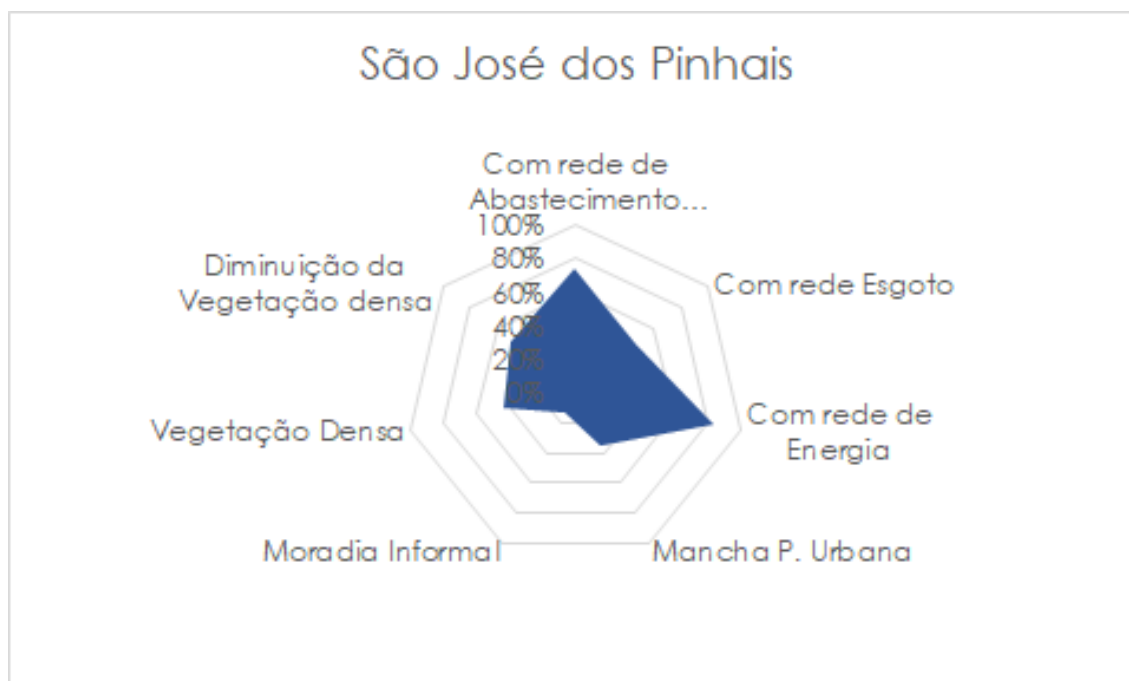 São José dos Pinhais
Com rede de
Abastecimento...
100%
80%
60%
40%
20%
0%
Com rede Esgoto
Com rede de
Energia
Mancha P. Urbana
Moradia Informal
Vegetação Densa
Diminuição da
Vegetação densa